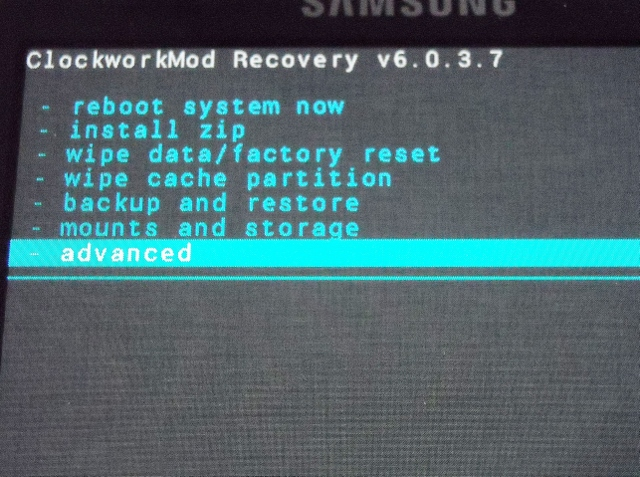 SAMSUNG
ClockworkMod Recovery v6.0.3.7
- reboot system now
- install zip
- wipe data/factory reset
- wipe cache partition
- backup and restore
- mounts and storage
- advanced